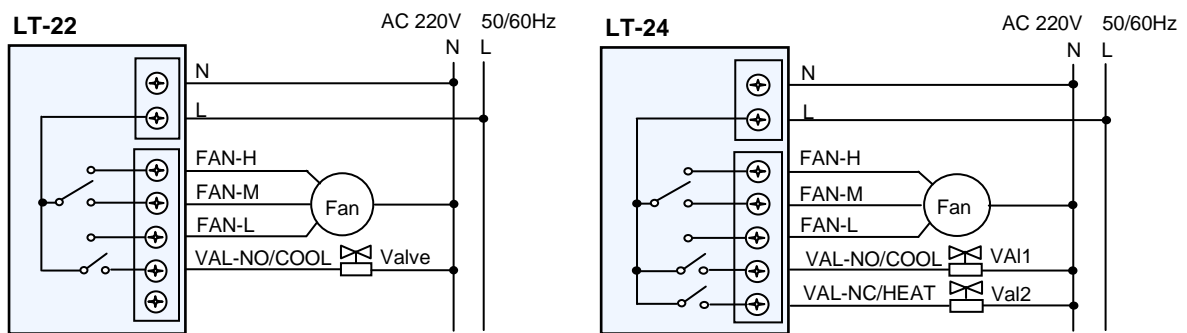 LT-22
AC 220V 50/60Hz
N L
N
L
FAN-H
FAN-M
FAN-L
Fan
VAL-NO/COOL Valve
LT-24
AC 220V 50/60Hz
N L
N
L
FAN-H
FAN-M
FAN-L
Fan
VAL-NO/COOL VAl1
VAL-NC/HEAT Val2